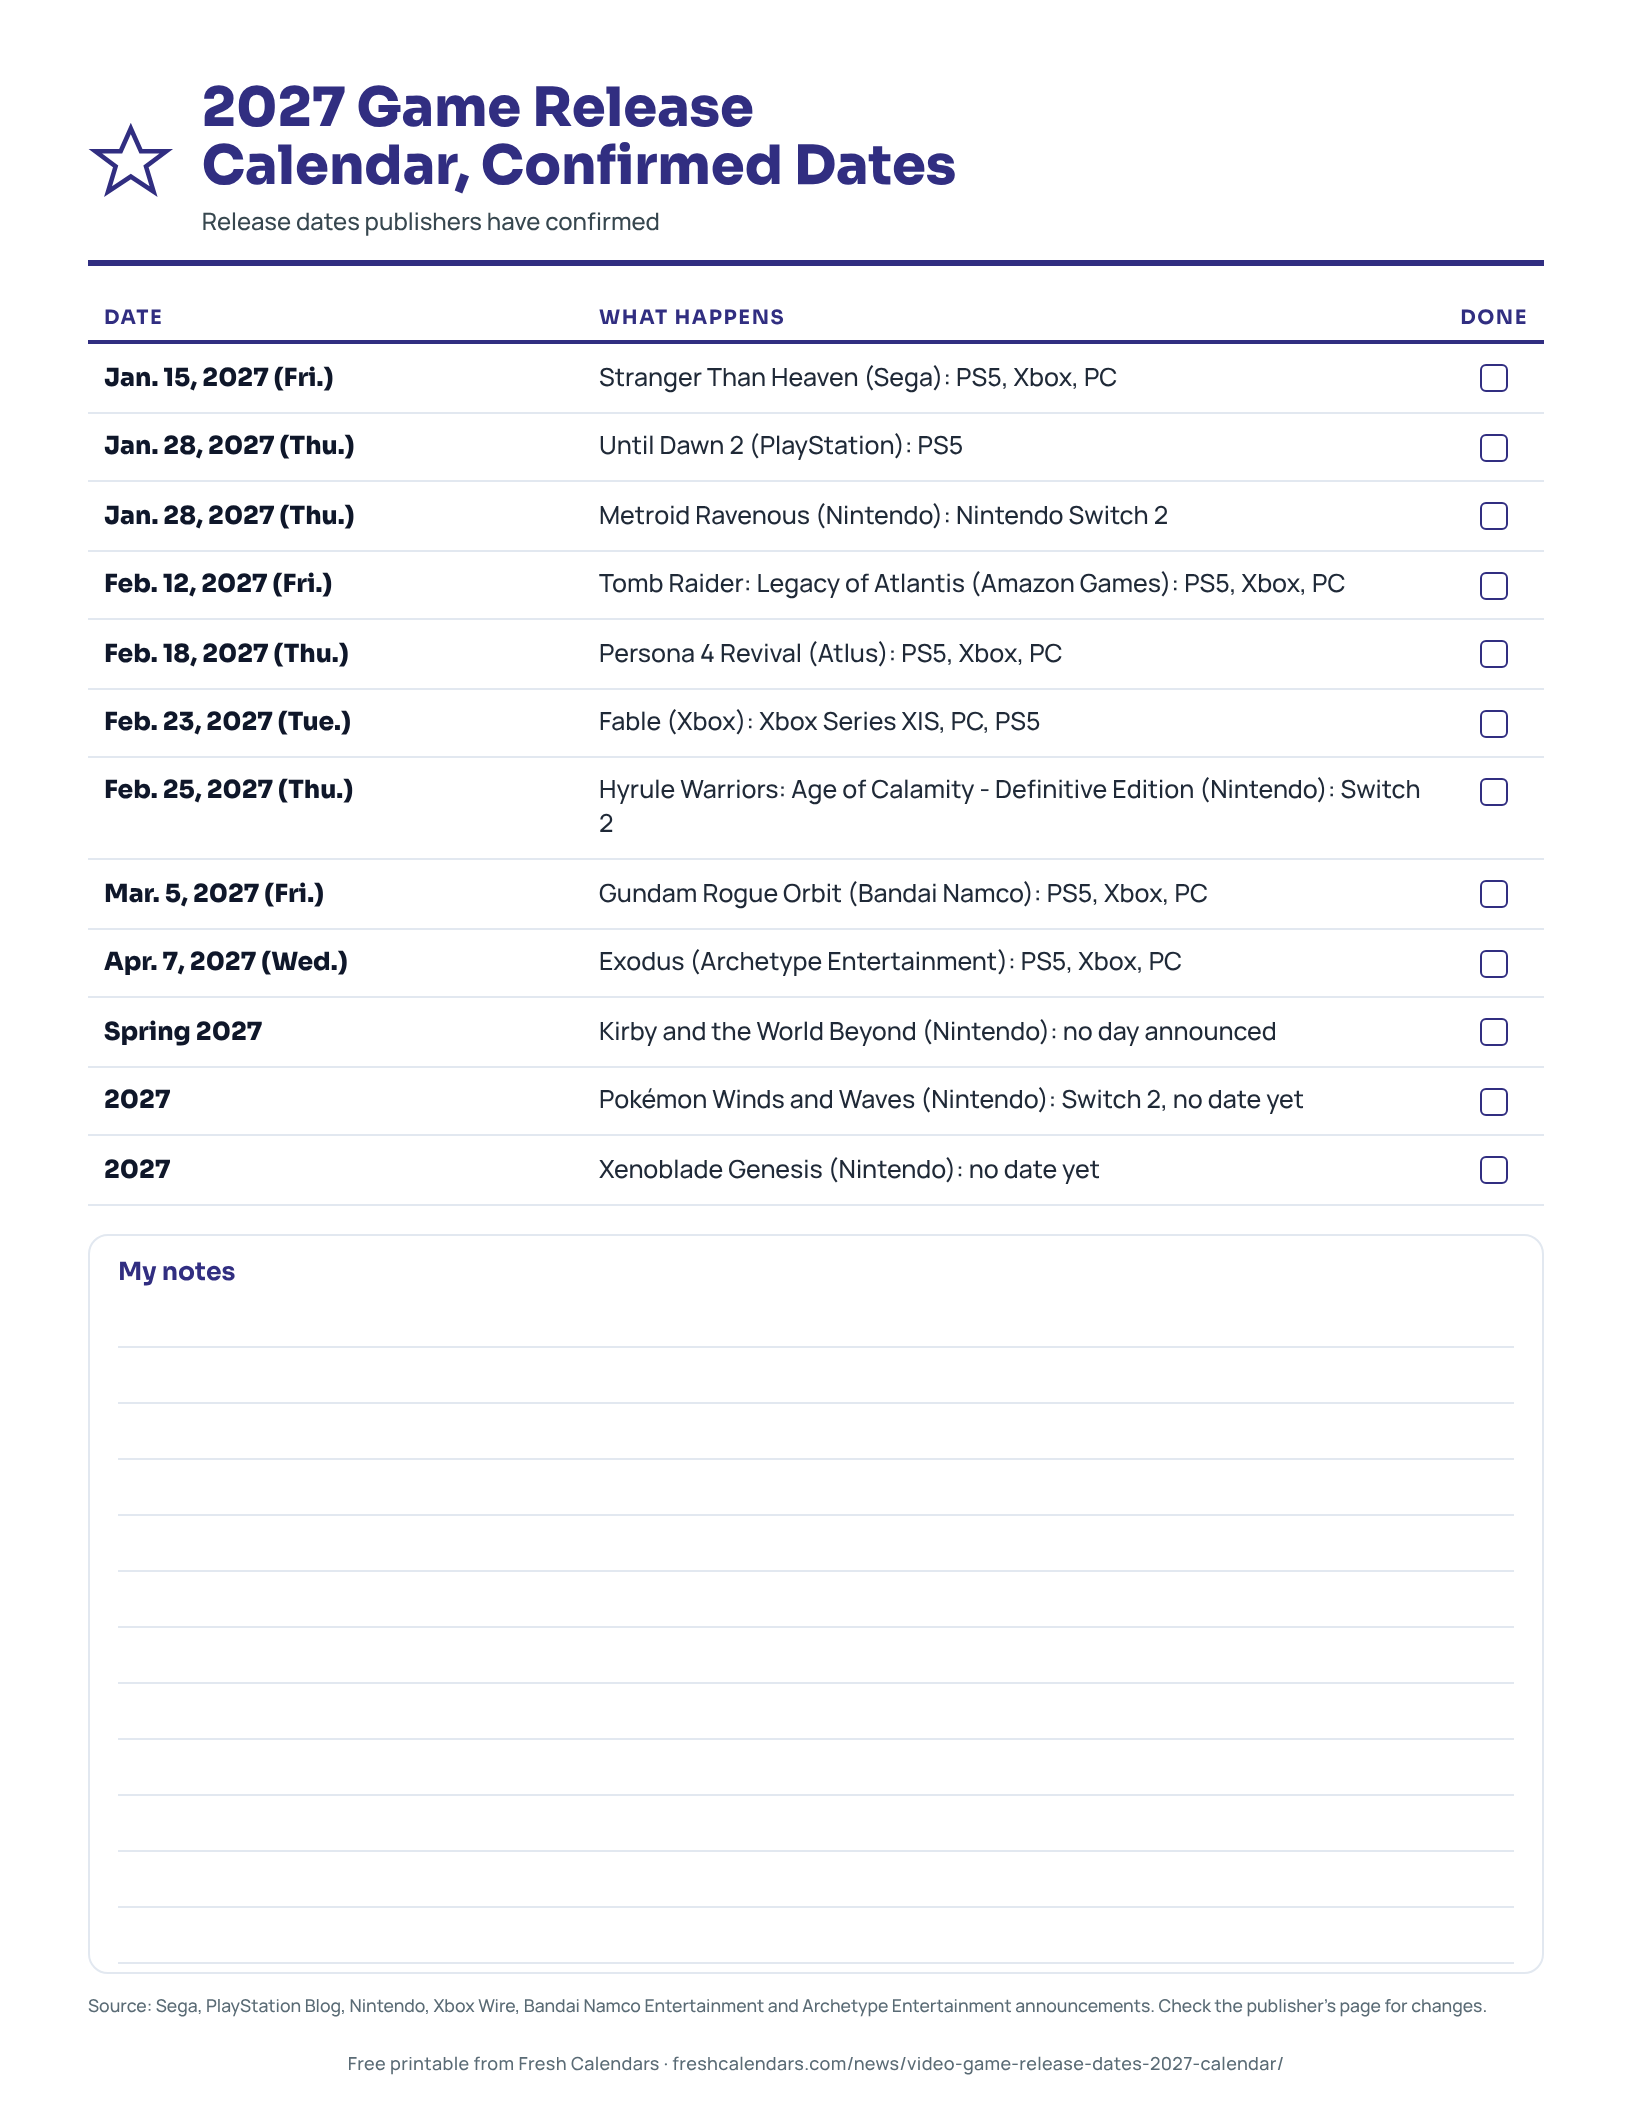 2027 Game Release
Calendar, Confirmed Dates
Release dates publishers have confirmed
DATE WHAT HAPPENS DONE
Jan. 15, 2027 (Fri.) Stranger Than Heaven (Sega): PS5, Xbox, PC
Jan. 28, 2027 (Thu.) Until Dawn 2 (PlayStation): PS5
Jan. 28, 2027 (Thu.) Metroid Ravenous (Nintendo): Nintendo Switch 2
Feb. 12, 2027 (Fri.) Tomb Raider: Legacy of Atlantis (Amazon Games): PS5, Xbox, PC
Feb. 18, 2027 (Thu.) Persona 4 Revival (Atlus): PS5, Xbox, PC
Feb. 23, 2027 (Tue.) Fable (Xbox): Xbox Series XIS, PC, PS5
Feb. 25, 2027 (Thu.) Hyrule Warriors: Age of Calamity - Definitive Edition (Nintendo): Switch
2
Mar. 5, 2027 (Fri.) Gundam Rogue Orbit (Bandai Namco): PS5, Xbox, PC
Apr. 7, 2027 (Wed.) Exodus (Archetype Entertainment): PS5, Xbox, PC
Spring 2027 Kirby and the World Beyond (Nintendo): no day announced
2027 Pokémon Winds and Waves (Nintendo): Switch 2, no date yet
2027 Xenoblade Genesis (Nintendo): no date yet
My notes
Source: Sega, PlayStation Blog, Nintendo, Xbox Wire, Bandai Namco Entertainment and Archetype Entertainment announcements. Check the publisher's page for changes.
Free printable from Fresh Calendars · freshcalendars.com/news/video-game-release-dates-2027-calendar/